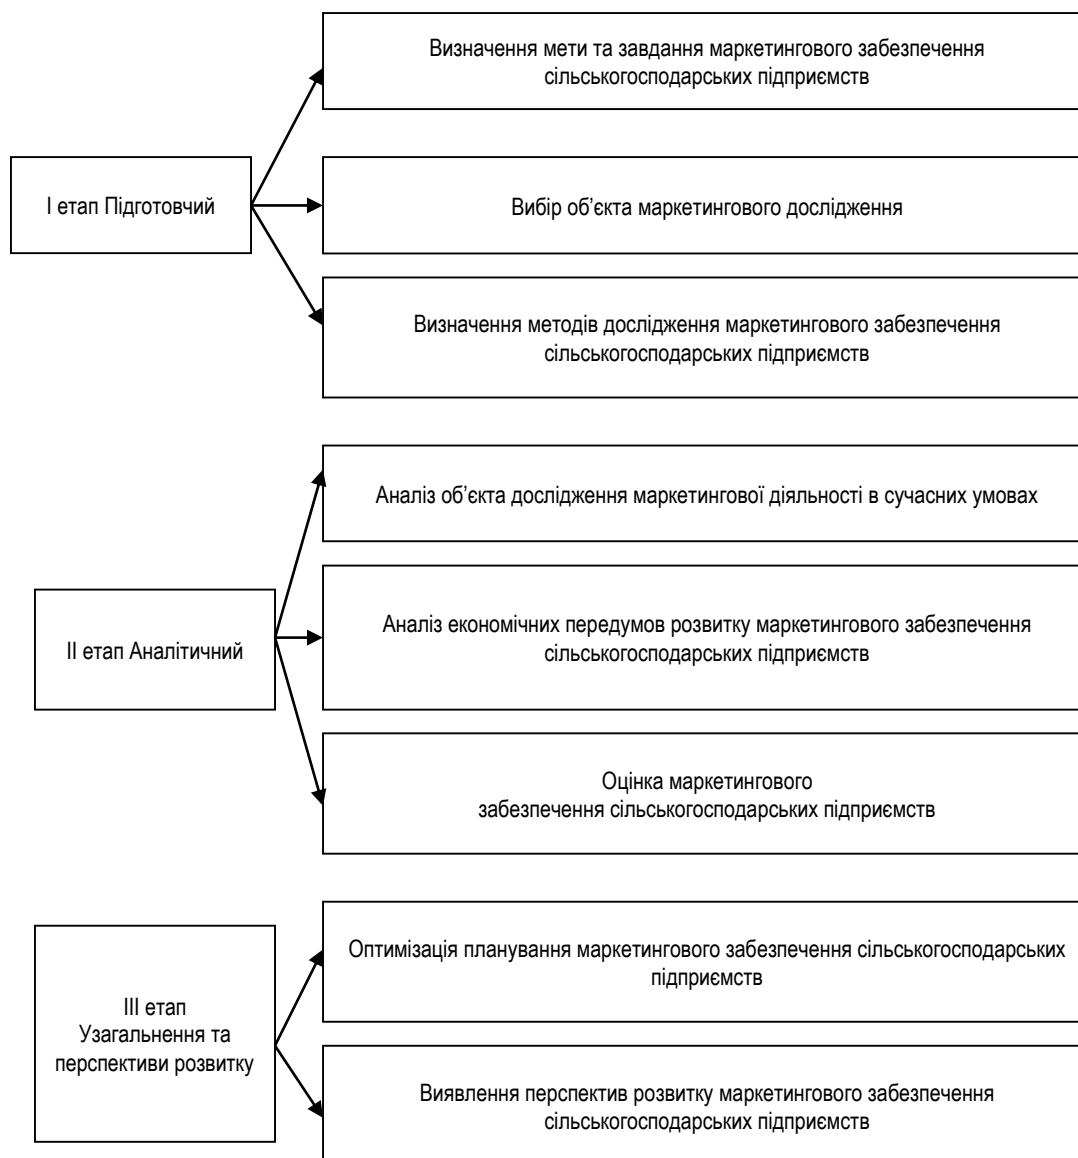 Визначення мети та завдання маркетингового забезпечення
сільськогосподарських підприємств
І етап Підготовчий
Вибір об’єкта маркетингового дослідження
Визначення методів дослідження маркетингового забезпечення
сільськогосподарських підприємств
Аналіз об’єкта дослідження маркетингової діяльності в сучасних умовах
ІІ етап Аналітичний
Аналіз економічних передумов розвитку маркетингового забезпечення
сільськогосподарських підприємств
Оцінка маркетингового
забезпечення сільськогосподарських підприємств
Оптимізація планування маркетингового забезпечення сільськогосподарських
підприємств
ІІІ етап
Узагальнення та
перспективи розвитку
Виявлення перспектив розвитку маркетингового забезпечення
сільськогосподарських підприємств